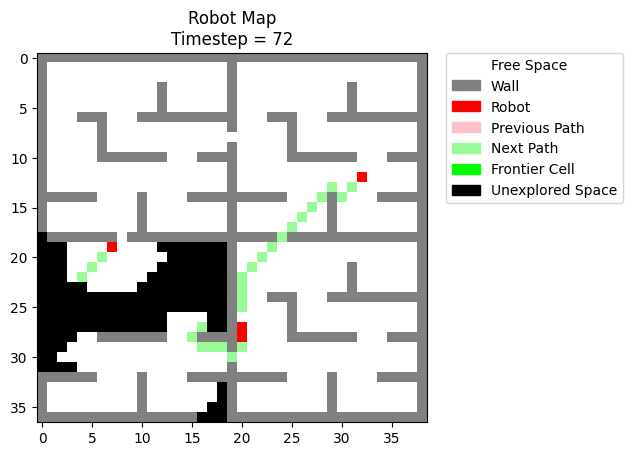 Robot Map
Timestep = 72
Free Space
Wall
Robot
Previous Path
Next Path
Frontier Cell
Unexplored Space
0
5
10
15
20
25
30
35
0
5
10
15
20
25
30
35